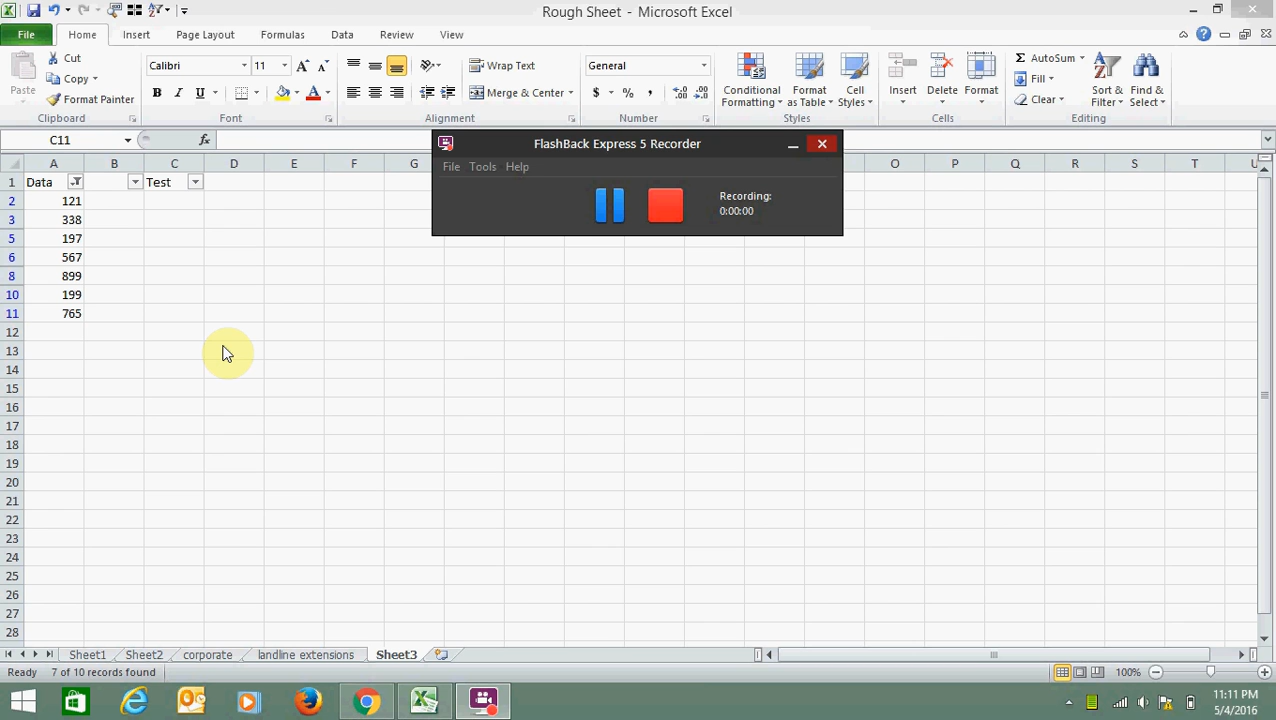 Rough Sheet - Microsoft Excel
File Home Insert Page Layout Formulas Data Review View
Paste Cut Copy Format Painter
Calibri 11
B I U A
Wrap Text
Merge & Center
General
$ % ,
Conditional Formatting
Format as Table
Cell Styles
Insert Delete Format
AutoSum
Fill
Clear
Sort & Filter
Find & Select
Clipboard Font Alignment Number Styles Cells Editing
C11 fx
FlashBack Express 5 Recorder
File Tools Help
Recording:
0:00:00
A B C D E F G O P Q R S T U
1 Data Test
2 121
3 338
5 197
6 567
8 899
10 199
11 765
12
13
14
15
16
17
18
19
20
21
22
23
24
25
26
27
28
Sheet1 Sheet2 corporate landline extensions Sheet3
Ready 7 of 10 records found 100%
11:11 PM
5/4/2016